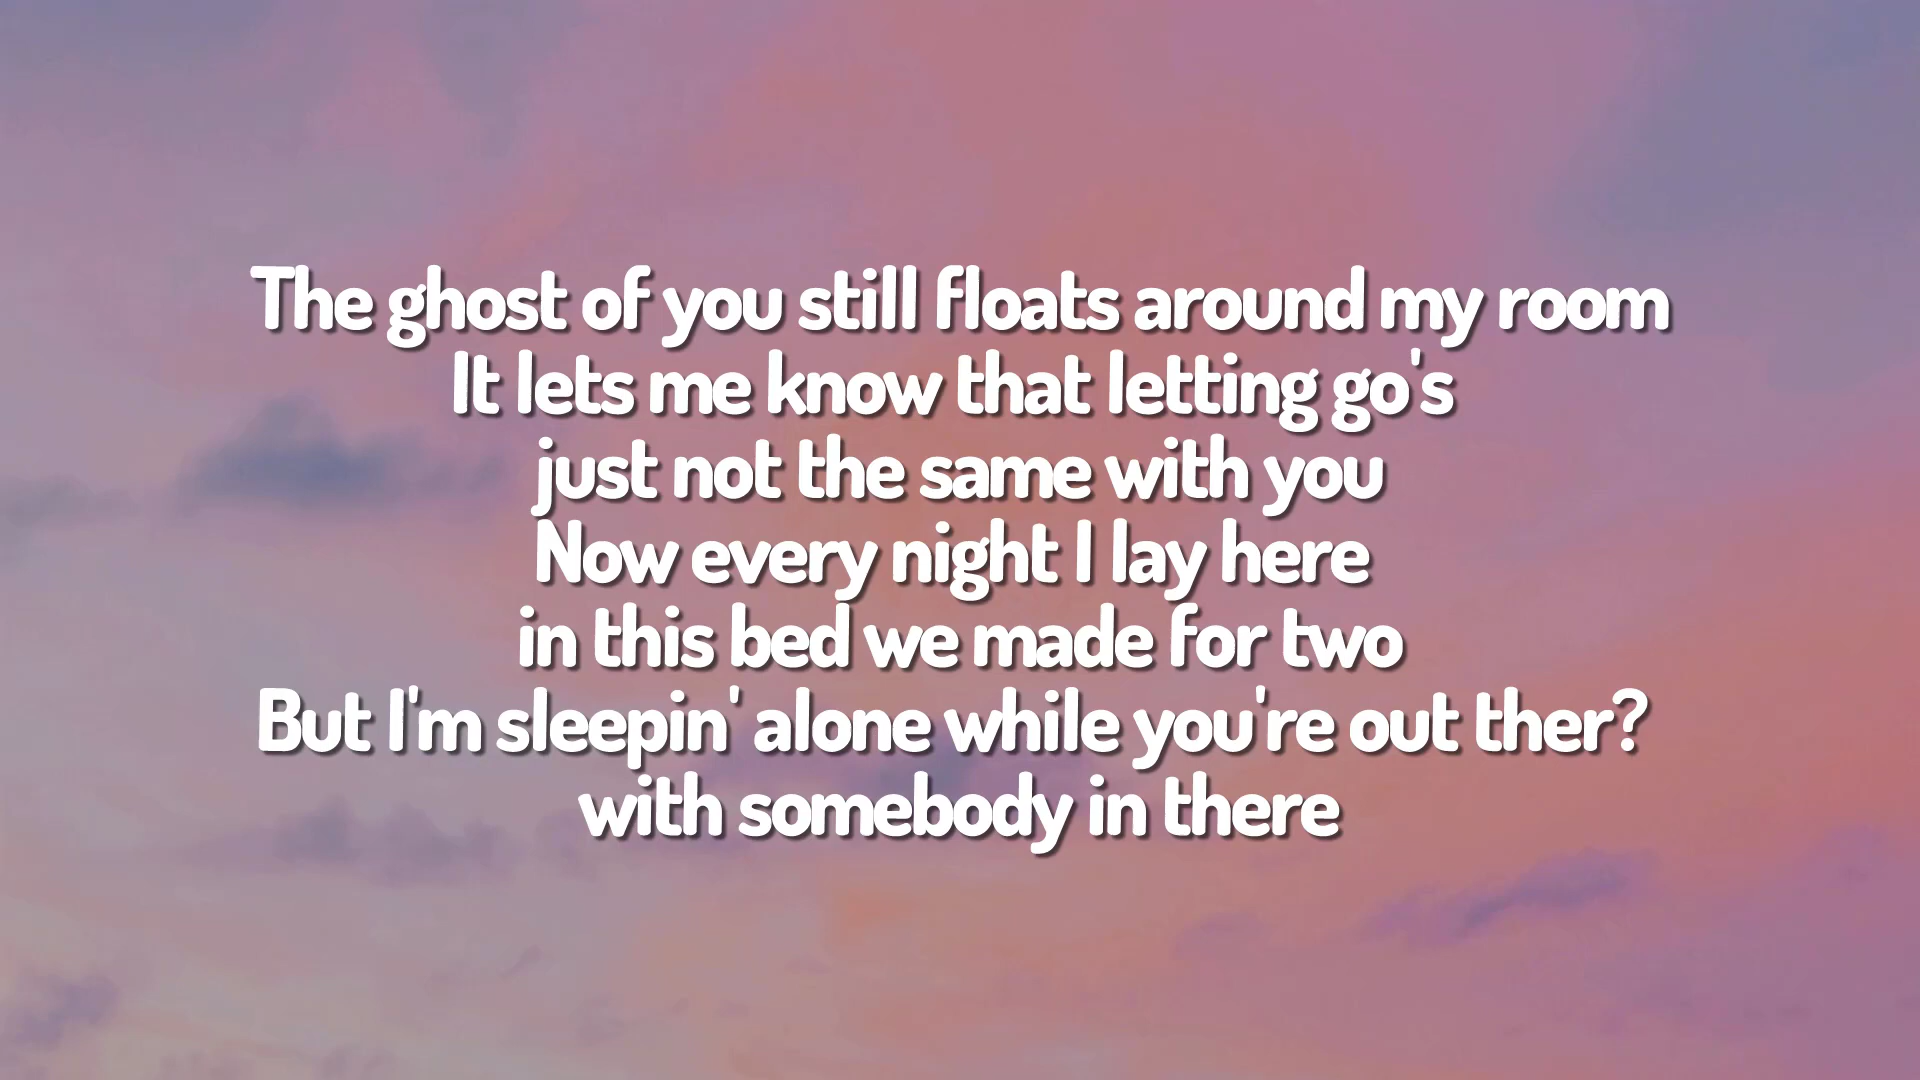 The ghost of you still floats around my room
It lets me know that letting go's
just not the same with you
Now every night I lay here
in this bed we made for two
But I'm sleepin' alone while you're out ther?
with somebody in there